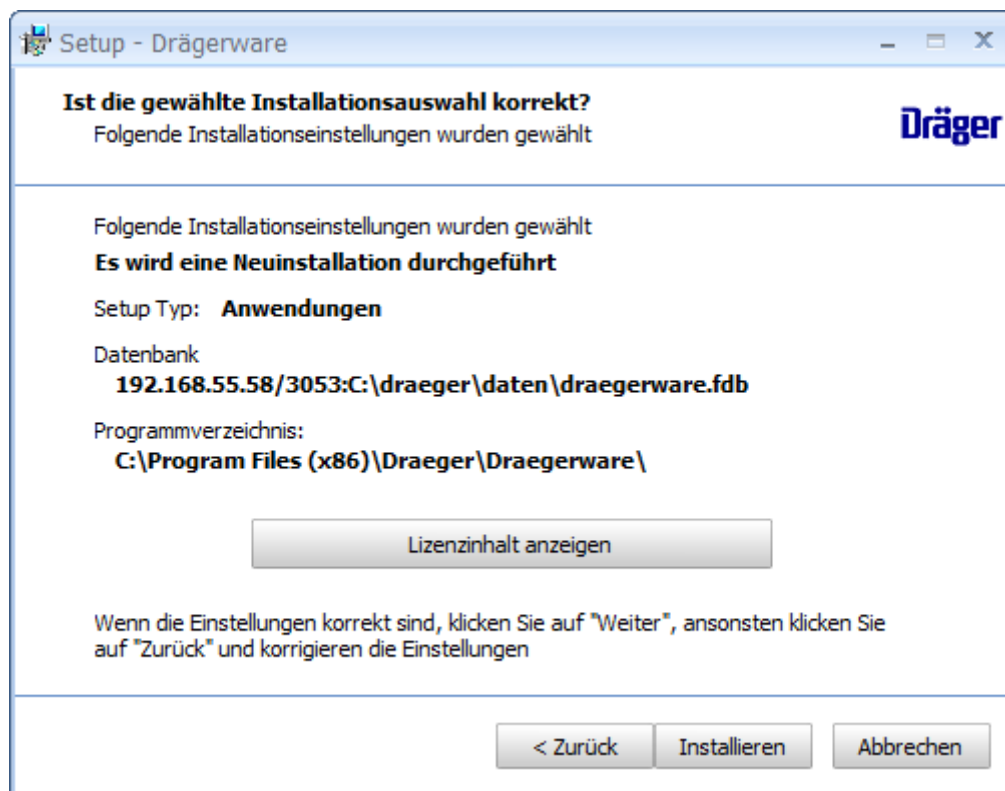 Setup - Drägerware
Ist die gewählte Installationsauswahl korrekt?
Folgende Installationseinstellungen wurden gewählt
Dräger
Folgende Installationseinstellungen wurden gewählt
Es wird eine Neuinstallation durchgeführt
Setup Typ: Anwendungen
Datenbank
192.168.55.58/3053:C:\draeger\daten\draegerware.fdb
Programmverzeichnis:
C:\Program Files (x86)\Draeger\Draegerware\
Lizenzinhalt anzeigen
Wenn die Einstellungen korrekt sind, klicken Sie auf "Weiter", ansonsten klicken Sie
auf "Zurück" und korrigieren die Einstellungen
< Zurück Installieren Abbrechen